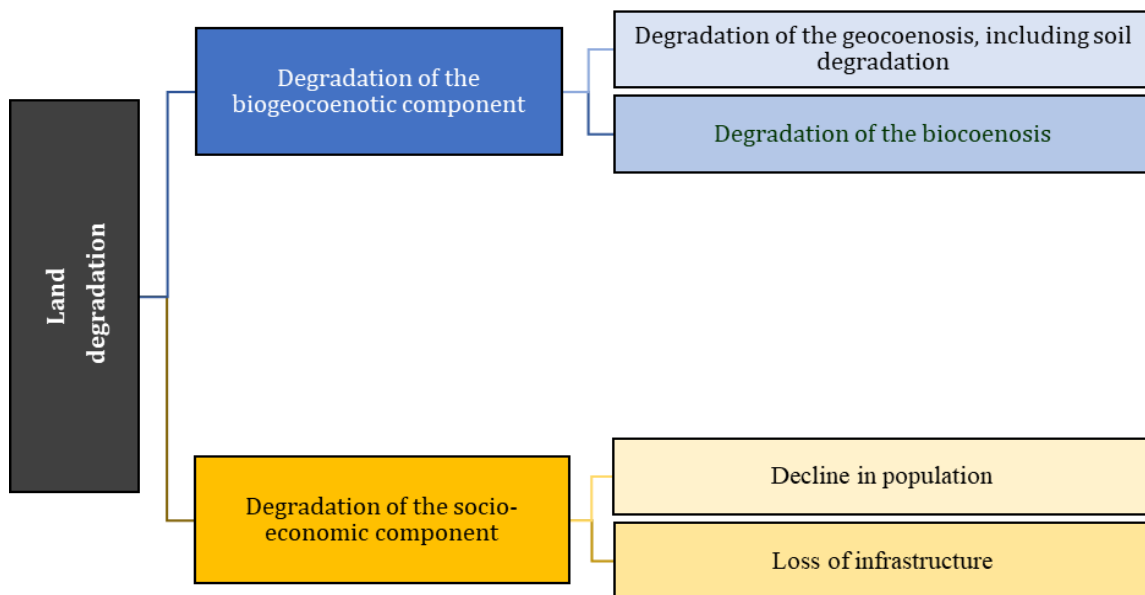 Land
degradation
Degradation of the
biogeocoenotic component
Degradation of the geocoenosis, including soil
degradation
Degradation of the biocoenosis
Degradation of the socio-
economic component
Decline in population
Loss of infrastructure